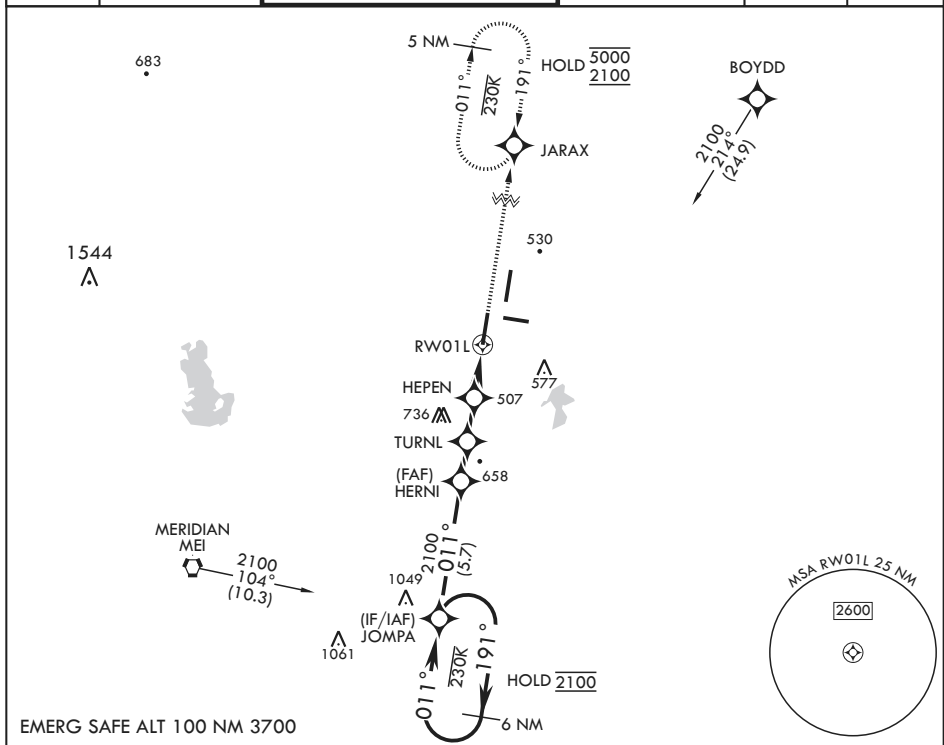 5 NM
011°
230K
191°
HOLD 5000
2100
683
BOYDD
2100
214°
(24.9)
JARAX
1544
530
RW01L
577
HEPEN
507
736
TURNL
(FAF)
HERNI
658
MERIDIAN
MEI
2100
104°
(10.3)
2100
011°
(5.7)
1049
(IF/IAF)
JOMPA
1061
011°
230K
191°
HOLD 2100
6 NM
MSA RW01L 25 NM
2600
EMERG SAFE ALT 100 NM 3700